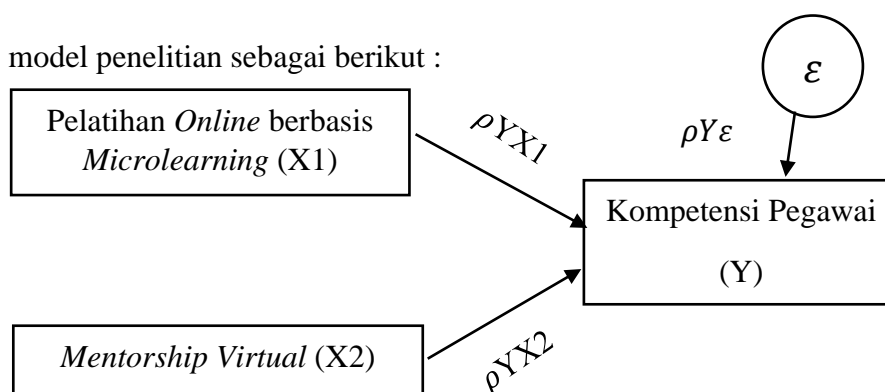 model penelitian sebagai berikut :
ε
Pelatihan Online berbasis
Microlearning (X1)
ρYX1
ρYε
Kompetensi Pegawai
(Y)
Mentorship Virtual (X2)
ρYX2